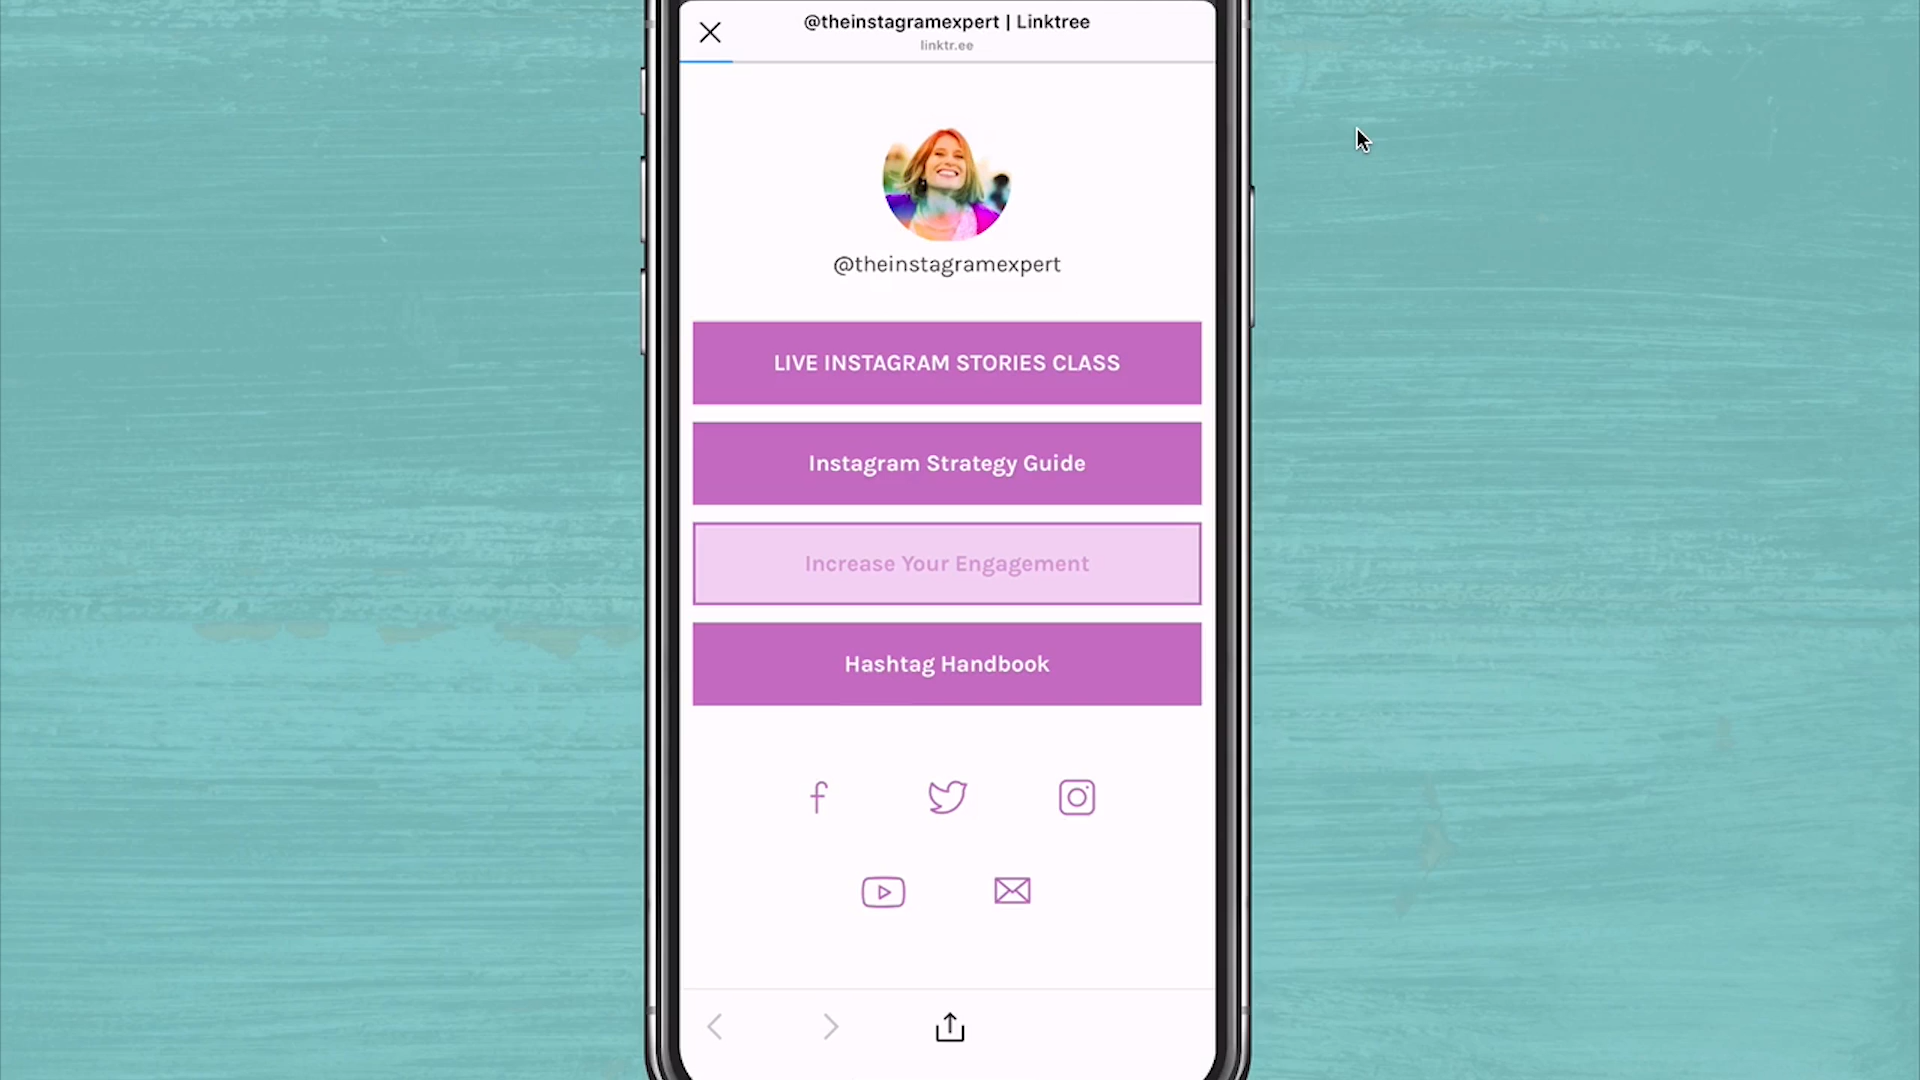 @theinstagramexpert | Linktree
linktr.ee
@theinstagramexpert
LIVE INSTAGRAM STORIES CLASS
Instagram Strategy Guide
Increase Your Engagement
Hashtag Handbook